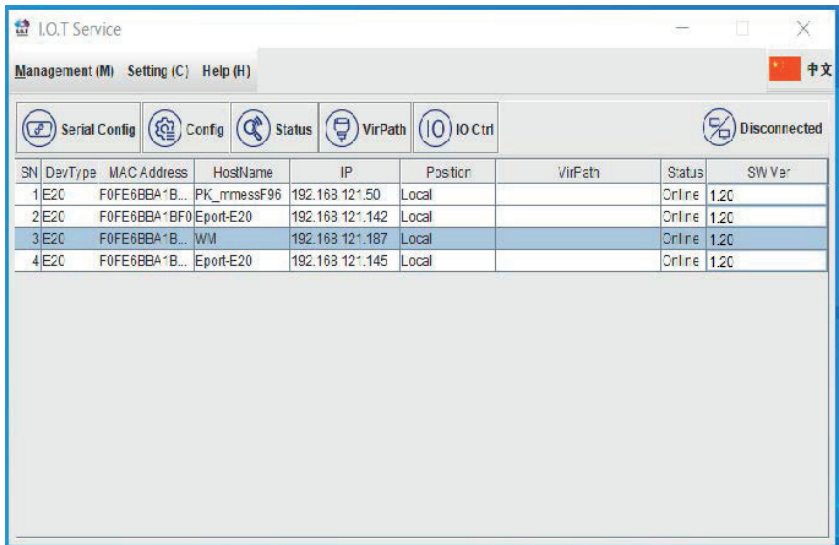 I.O.T Service
Management (M) Setting (C) Help (H) 中文
Serial Config Config Status VirPath IO IO Ctrl Disconnected
SN DevType MAC Address HostName IP Position VirPath Status SW Ver
1 E20 F0FE6BBA1B... PK_mmessF96 192.168.121.50 Local Online 1.20
2 E20 F0FE6BBA1BF0 Eport-E20 192.168.121.142 Local Online 1.20
3 E20 F0FE6BBA1B... WM 192.168.121.187 Local Online 1.20
4 E20 F0FE6BBA1B... Eport-E20 192.168.121.145 Local Online 1.20